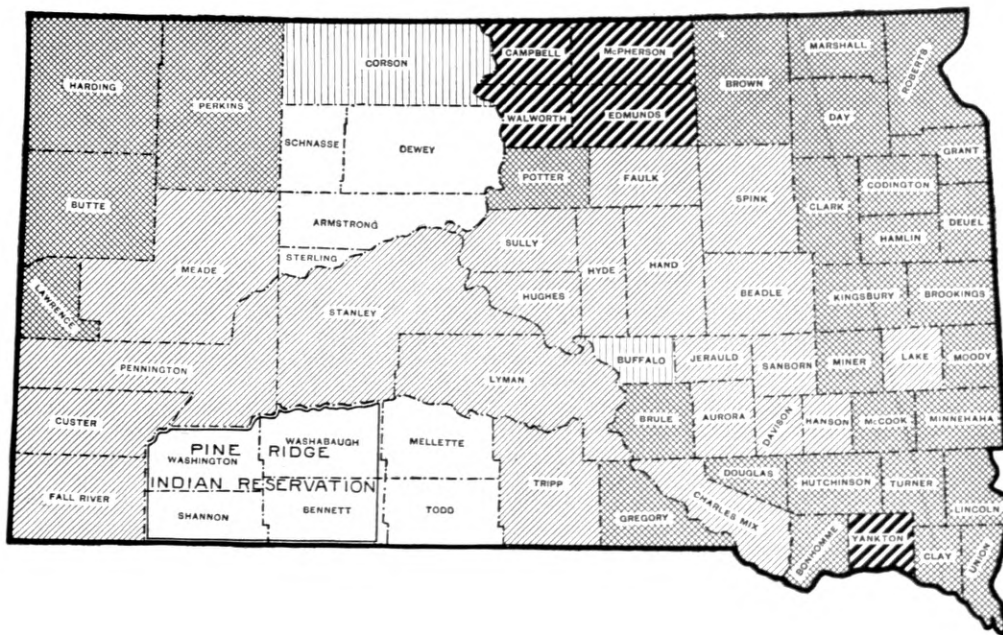 HARDING
PERKINS
CORSON
CAMPBELL
McPHERSON
BROWN
MARSHALL
ROBERTS
WALWORTH
EDMUNDS
DAY
SCHNASSE
DEWEY
GRANT
BUTTE
POTTER
FAULK
SPINK
CLARK
CODINGTON
DEUEL
HAMLIN
ARMSTRONG
STERLING
MEADE
SULLY
HYDE
HAND
LAWRENCE
STANLEY
HUGHES
BEADLE
KINGSBURY
BROOKINGS
PENNINGTON
LYMAN
BUFFALO
JERAULD
SANBORN
MINER
LAKE
MOODY
CUSTER
BRULE
AURORA
DAVISON
HANSON
McCOOK
MINNEHAHA
PINE RIDGE
INDIAN RESERVATION
WASHINGTON
WASHABAUGH
MELLETTE
FALL RIVER
SHANNON
BENNETT
TODD
TRIPP
GREGORY
CHARLES MIX
DOUGLAS
HUTCHINSON
TURNER
LINCOLN
BONHOMME
YANKTON
CLAY
UNION